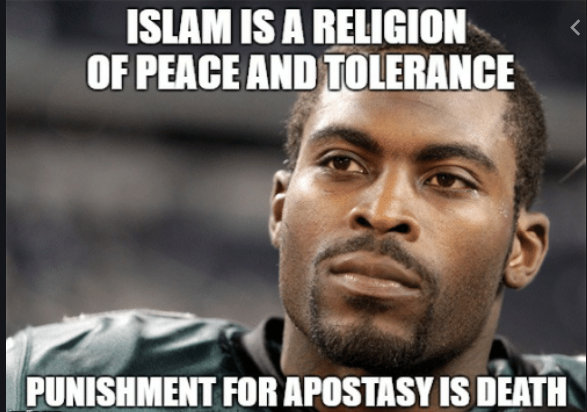 ISLAM IS A RELIGION
OF PEACE AND TOLERANCE
PUNISHMENT FOR APOSTASY IS DEATH